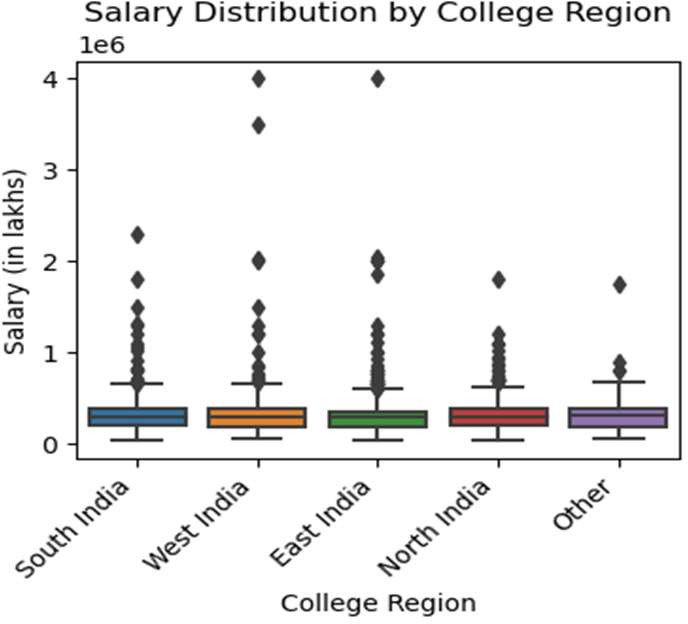 Salary Distribution by College Region
1e6
4
3
2
1
0
Salary (in lakhs)
South India
West India
East India
North India
Other
College Region